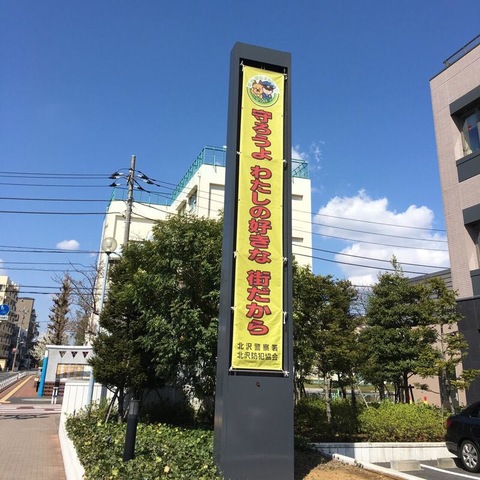 守ろうよ わたしの好きな 街だから
北沢警察署
北沢防犯協会